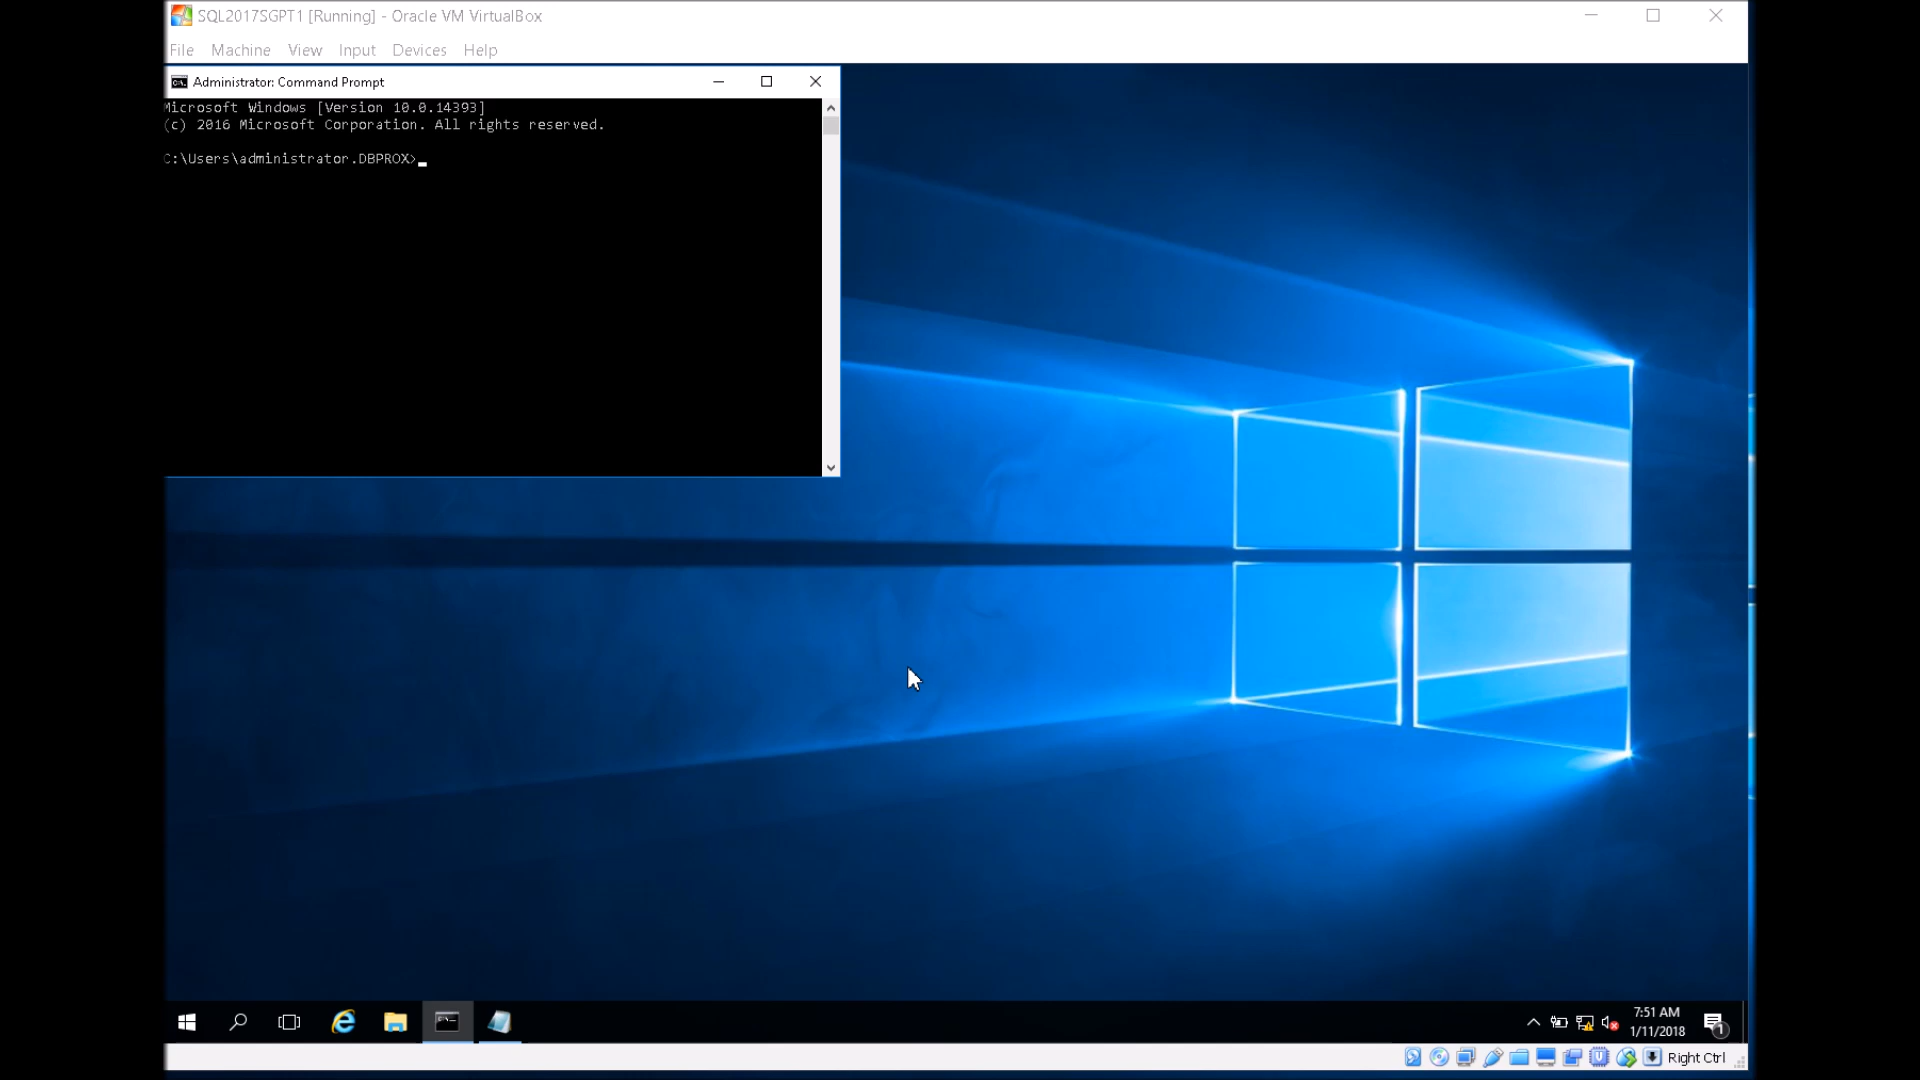 SQL2017SGPT1 [Running] - Oracle VM VirtualBox
File Machine View Input Devices Help
Administrator: Command Prompt
Microsoft Windows [Version 10.0.14393]
(c) 2016 Microsoft Corporation. All rights reserved.
C:\Users\administrator.DBPROX>_
7:51 AM
1/11/2018
1
Right Ctrl